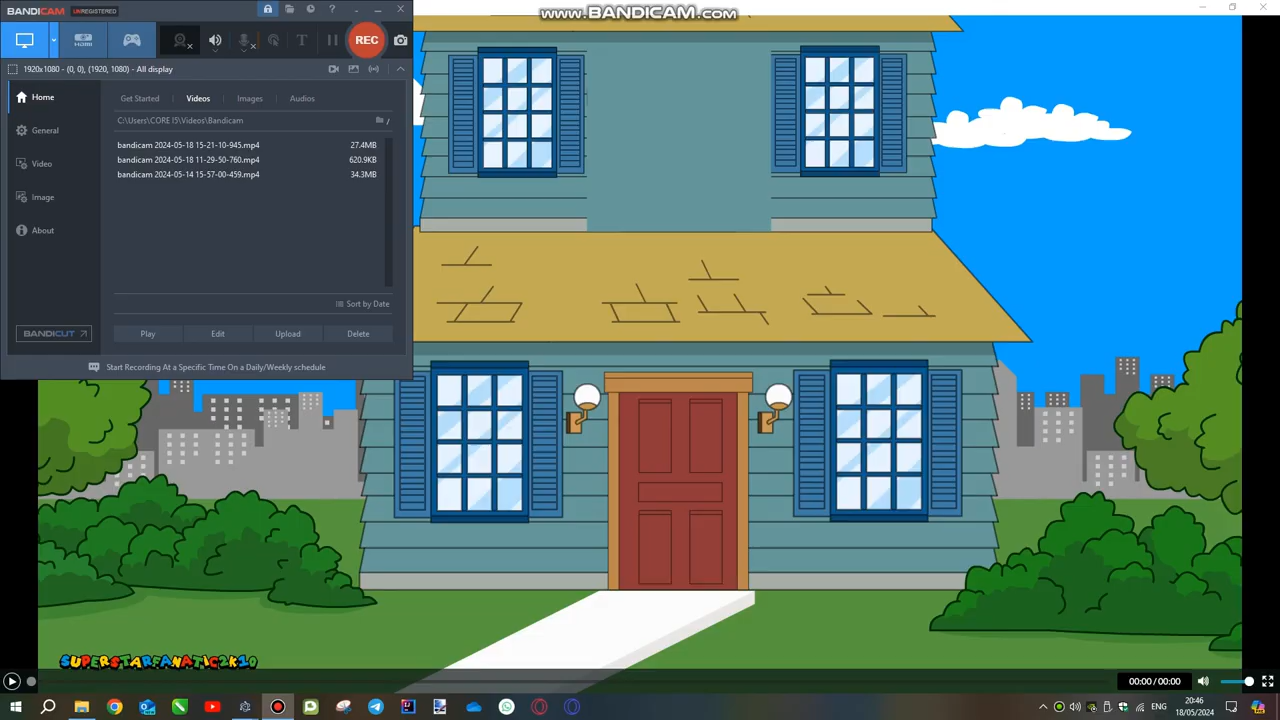 BANDICAM UNREGISTERED
www.BANDICAM.com
HDMI
REC
1920x1080 - (0, 0), (1920, 1080) - All display
Home
General
Video
Image
About
Get Started Videos Images Audios
C:\Users\CORE I5\Videos\Bandicam
bandicam 2024-05-18 15-21-10-945.mp4 27.4MB
bandicam 2024-05-18 11-29-50-760.mp4 620.9KB
bandicam 2024-05-14 15-57-00-459.mp4 34.3MB
Sort by Date
BANDICUT
Play Edit Upload Delete
Start Recording At a Specific Time On a Daily/Weekly schedule
SUPERSTARFANATIC2K20
00:00 / 00:00
ENG
20:46
18/05/2024